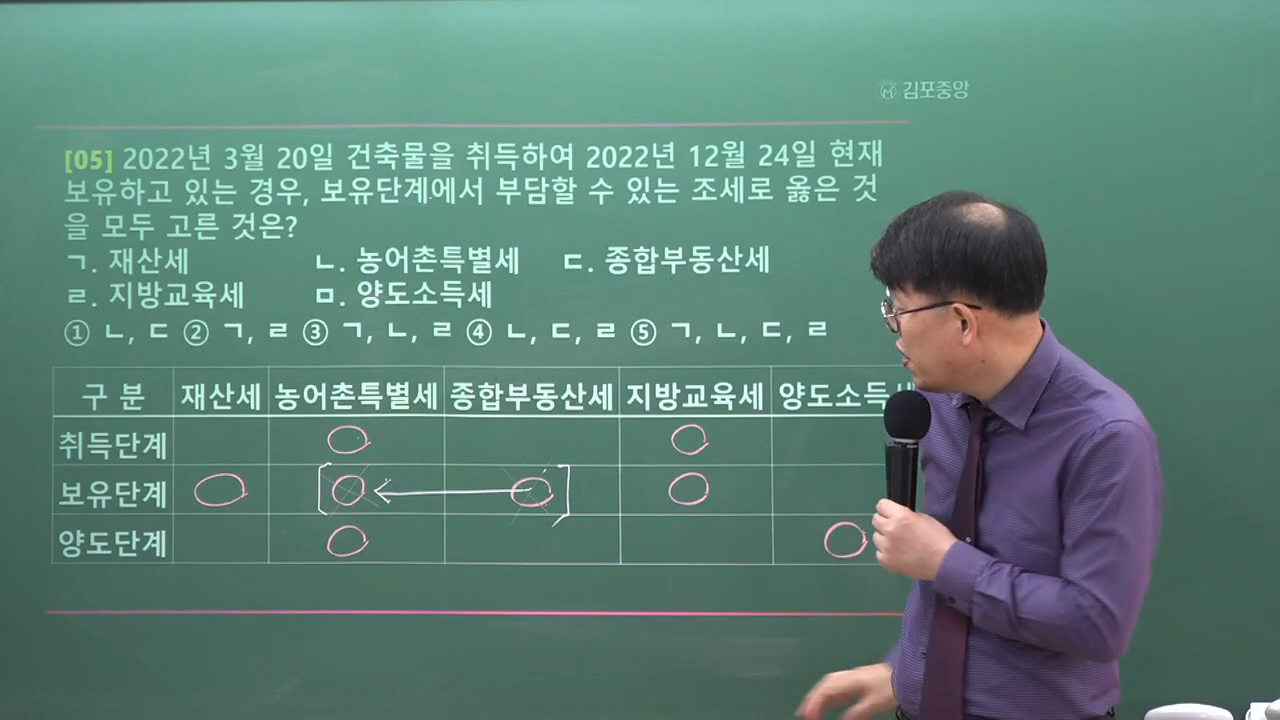 김포중앙
[05] 2022년 3월 20일 건축물을 취득하여 2022년 12월 24일 현재
보유하고 있는 경우, 보유단계에서 부담할 수 있는 조세로 옳은 것
을 모두 고른 것은?
ㄱ. 재산세 ㄴ. 농어촌특별세 ㄷ. 종합부동산세
ㄹ. 지방교육세 ㅁ. 양도소득세
① ㄴ, ㄷ ② ㄱ, ㄹ ③ ㄱ, ㄴ, ㄹ ④ ㄴ, ㄷ, ㄹ ⑤ ㄱ, ㄴ, ㄷ, ㄹ
구 분 재산세 농어촌특별세 종합부동산세 지방교육세 양도소득세
취득단계
보유단계
양도단계